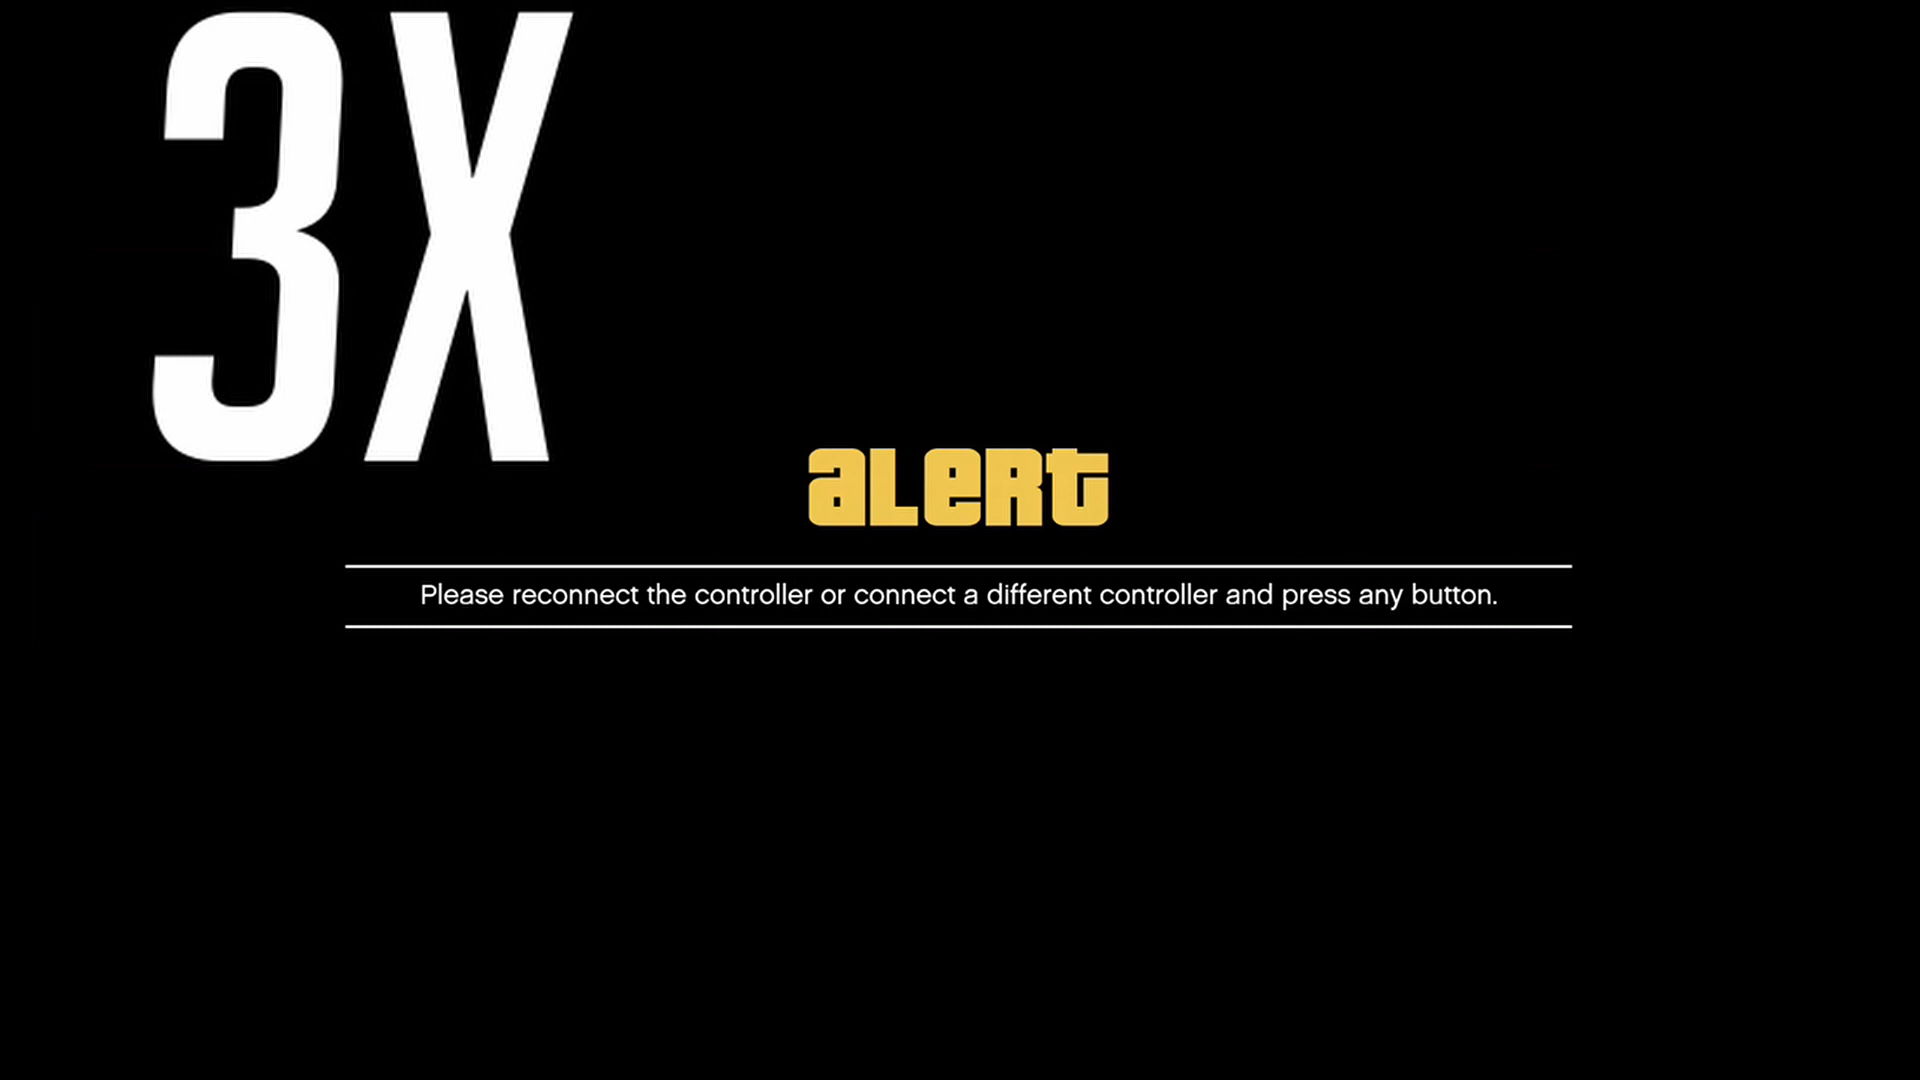 3X
aLeRt
Please reconnect the controller or connect a different controller and press any button.